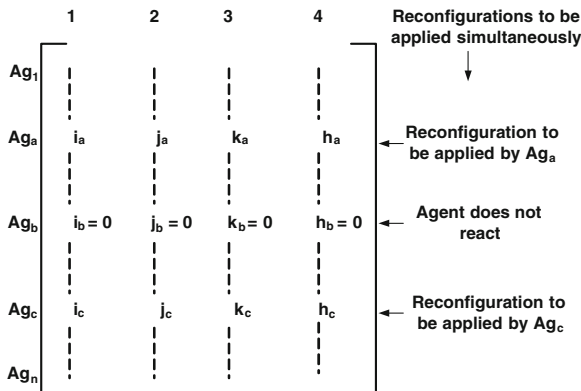 1 2 3 4
Reconfigurations to be
applied simultaneously
Ag1
Aga ia ja ka ha
Reconfiguration to
be applied by Aga
Agb ib = 0 jb = 0 kb = 0 hb = 0
Agent does not
react
Agc ic jc kc hc
Reconfiguration to
be applied by Agc
Agn